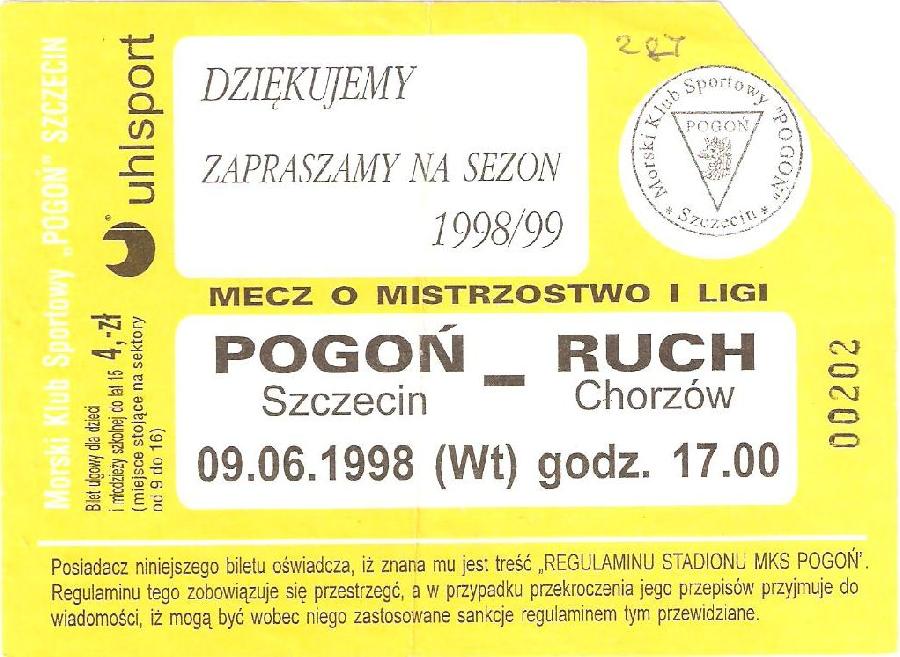 Morski Klub Sportowy „POGOŃ" SZCZECIN
uhlsport
®
Bilet ulgowy dla dzieci
i młodzieży szkolnej do lat 15 4,-zł
(miejsce stojące na sektory
od 9 do 16)
DZIĘKUJEMY
ZAPRASZAMY NA SEZON
1998/99
207
Morski Klub Sportowy "POGOŃ"
* Szczecin *
POGOŃ
MECZ O MISTRZOSTWO I LIGI
POGOŃ – RUCH
Szczecin Chorzów
09.06.1998 (Wt) godz. 17.00
00202
Posiadacz niniejszego biletu oświadcza, iż znana mu jest treść „REGULAMINU STADIONU MKS POGOŃ".
Regulaminu tego zobowiązuje się przestrzegć, a w przypadku przekroczenia jego przepisów przyjmuje do
wiadomości, iż mogą być wobec niego zastosowane sankcje regulaminem tym przewidziane.